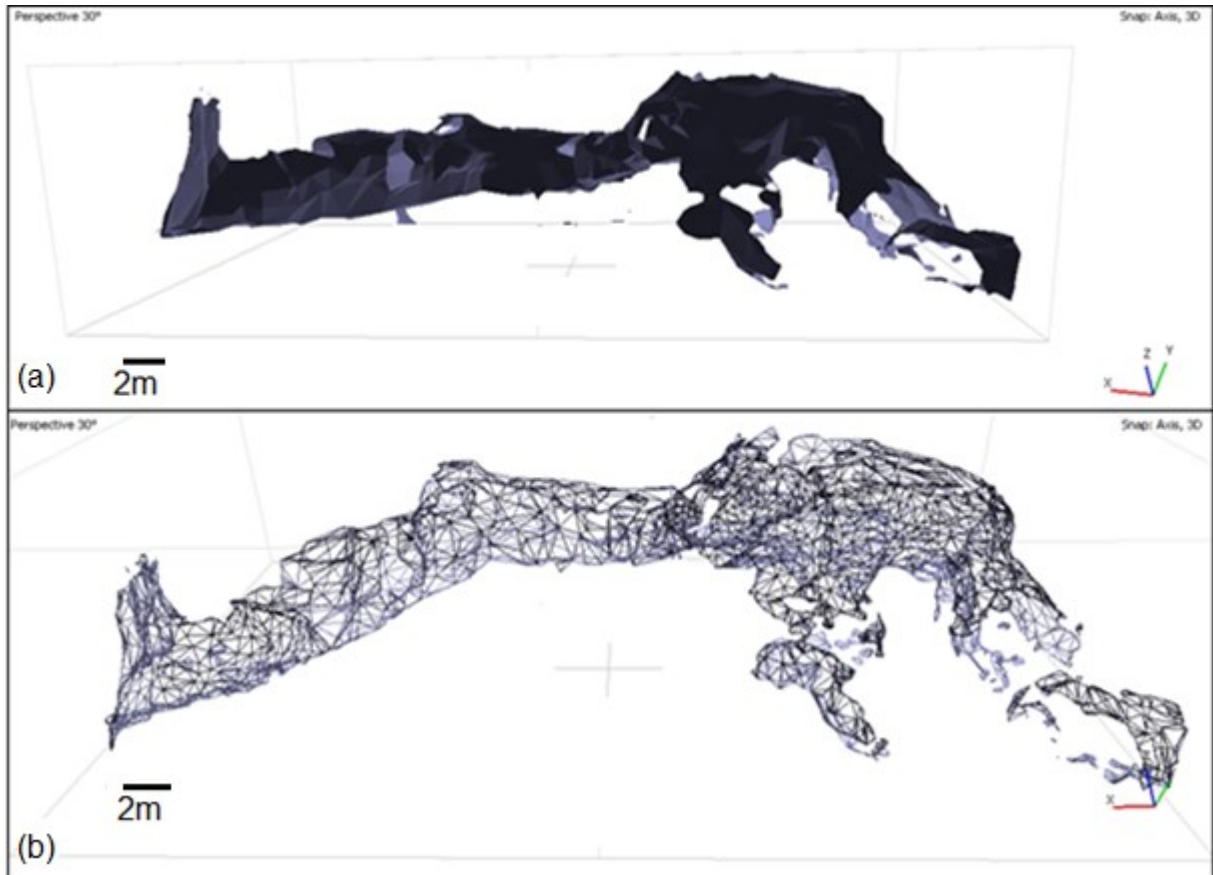 Perspective 30°
Snap: Axis, 3D
Z
Y
X
(a)
2m
Perspective 30°
Snap: Axis, 3D
2m
X
(b)